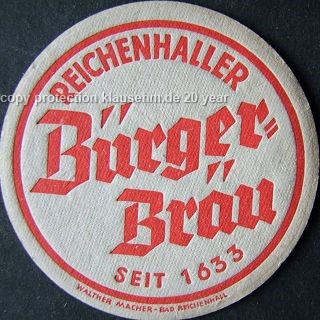 REICHENHALLER
copy protection klausehm.de 20 year
Bürger=
Bräu
SEIT 1633
WALTHER MACHER-BAD REICHENHALL